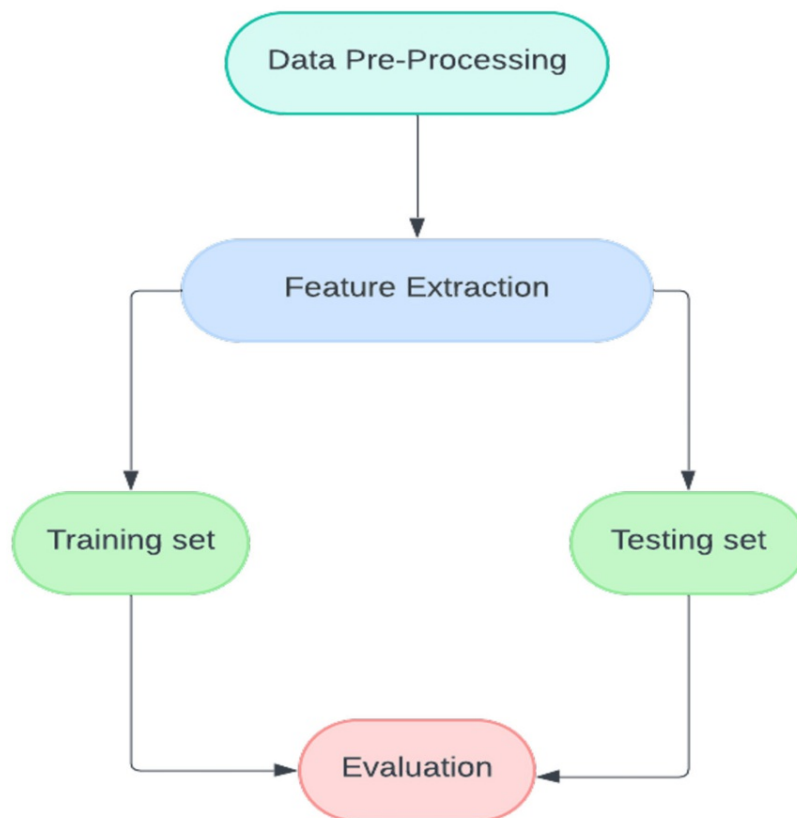 Data Pre-Processing
Feature Extraction
Training set
Testing set
Evaluation